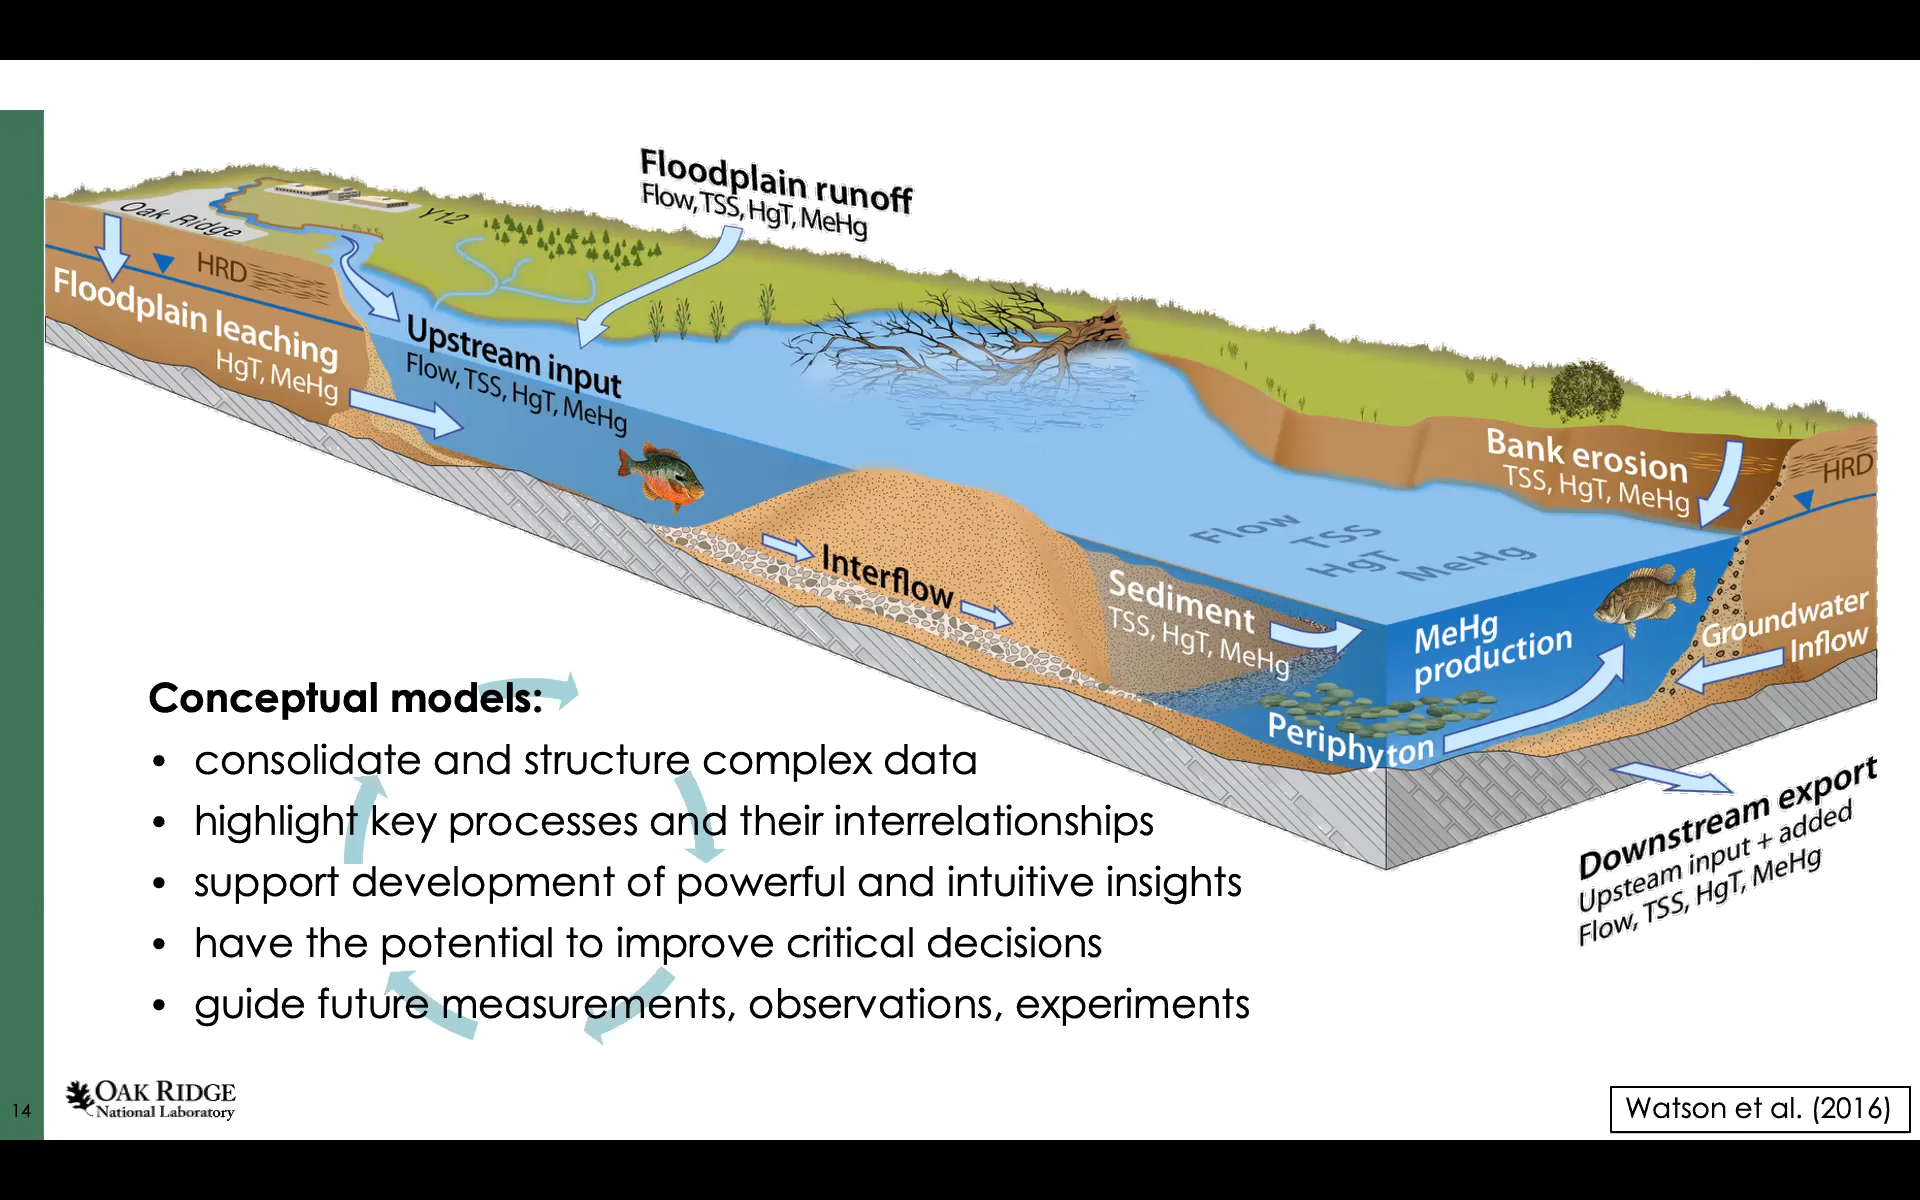 Floodplain runoff
Flow, TSS, HgT, MeHg
Oak Ridge
Y12
HRD
Floodplain leaching
HgT, MeHg
Upstream input
Flow, TSS, HgT, MeHg
Bank erosion
TSS, HgT, MeHg
HRD
Flow
TSS
HgT
MeHg
Interflow
Sediment
TSS, HgT, MeHg
MeHg
production
Groundwater
Inflow
Periphyton
Downstream export
Upsteam input + added
Flow, TSS, HgT, MeHg
Conceptual models:
• consolidate and structure complex data
• highlight key processes and their interrelationships
• support development of powerful and intuitive insights
• have the potential to improve critical decisions
• guide future measurements, observations, experiments
14
OAK RIDGE
National Laboratory
Watson et al. (2016)